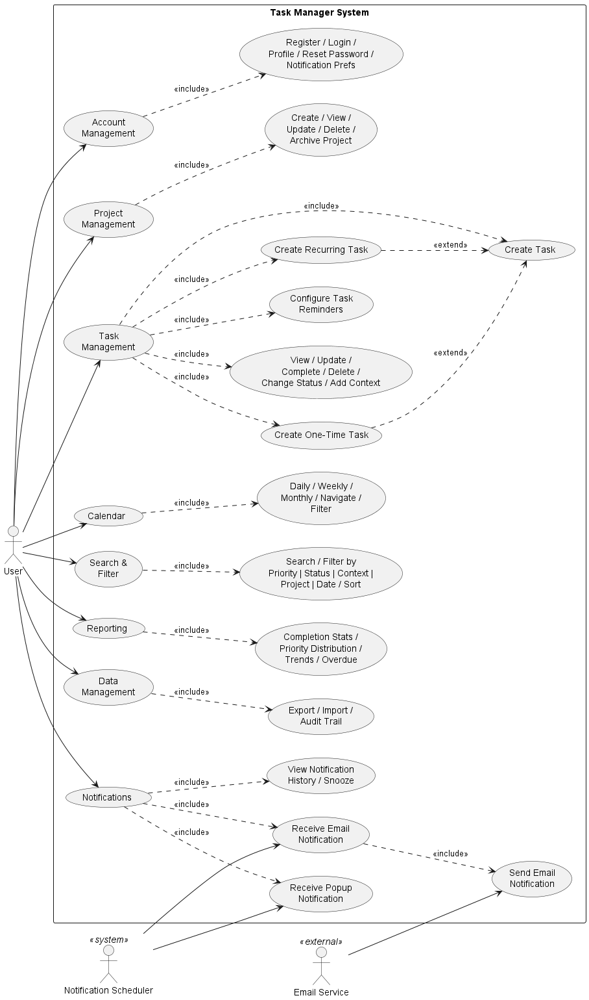 Task Manager System
Register / Login /
Profile / Reset Password /
Notification Prefs
«include»
Account
Management
Create / View /
Update / Delete /
Archive Project
«include»
Project
Management
«include»
Create Recurring Task
«extend»
Create Task
«include»
Configure Task
Reminders
«include»
Task
Management
«include»
View / Update /
Complete / Delete /
Change Status / Add Context
«extend»
«include»
Create One-Time Task
Daily / Weekly /
Monthly / Navigate /
Filter
«include»
Calendar
Search / Filter by
Priority | Status | Context |
Project | Date / Sort
«include»
Search &
Filter
User
Reporting
«include»
Completion Stats /
Priority Distribution /
Trends / Overdue
Data
Management
«include»
Export / Import /
Audit Trail
View Notification
History / Snooze
«include»
Notifications
«include»
Receive Email
Notification
«include»
«include»
Send Email
Notification
Receive Popup
Notification
«system»
Notification Scheduler
«external»
Email Service